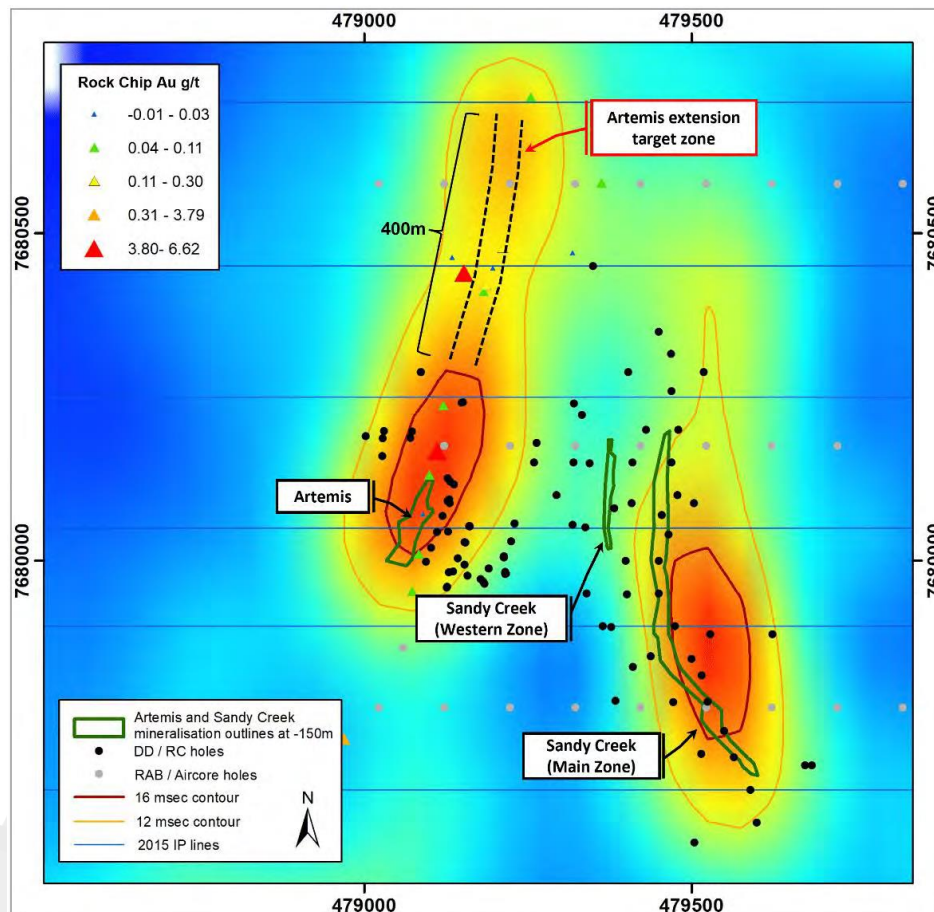 479000
479500
Rock Chip Au g/t
-0.01 - 0.03
0.04 - 0.11
0.11 - 0.30
0.31 - 3.79
3.80- 6.62
Artemis extension
target zone
7680500
400m
7680500
Artemis
7680000
7680000
Sandy Creek
(Western Zone)
Artemis and Sandy Creek
mineralisation outlines at -150m
DD / RC holes
RAB / Aircore holes
16 msec contour
12 msec contour
2015 IP lines
N
Sandy Creek
(Main Zone)
479000
479500